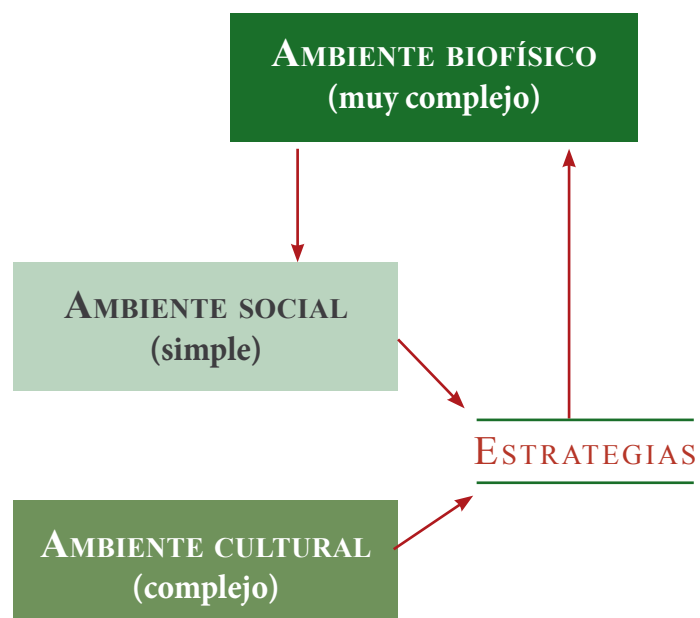 AMBIENTE BIOFÍSICO
(muy complejo)
AMBIENTE SOCIAL
(simple)
ESTRATEGIAS
AMBIENTE CULTURAL
(complejo)